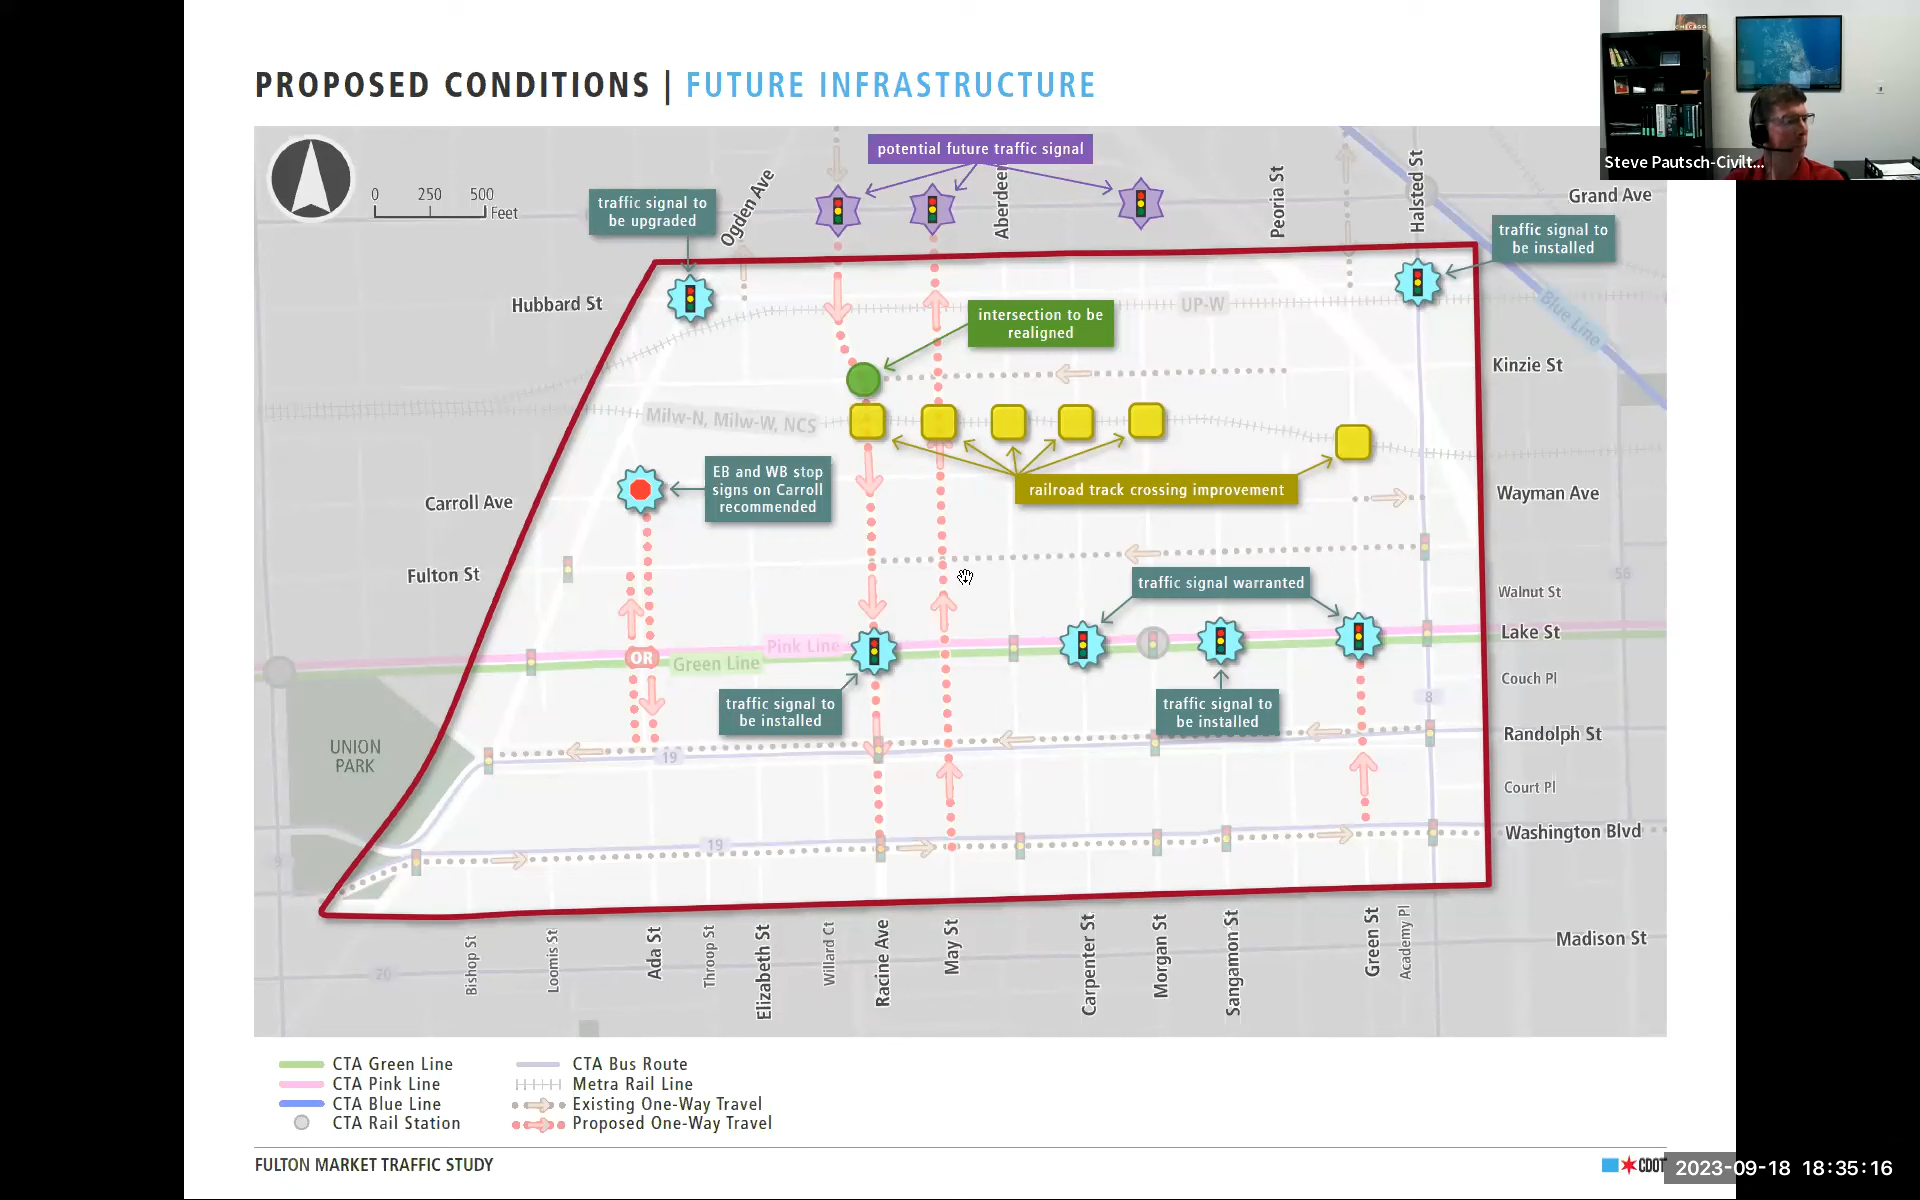 PROPOSED CONDITIONS | FUTURE INFRASTRUCTURE
CHICAGO
Steve Pautsch-Civilt...
potential future traffic signal
0 250 500
Feet
traffic signal to
be upgraded
Ogden Ave
Aberdeen
Peoria St
Halsted St
Grand Ave
traffic signal to
be installed
Hubbard St
UP-W
Blue Line
intersection to be
realigned
Kinzie St
Milw-N, Milw-W, NCS
EB and WB stop
signs on Carroll
recommended
railroad track crossing improvement
Carroll Ave
Wayman Ave
Fulton St
traffic signal warranted
56
Walnut St
Lake St
Pink Line
OR
Green Line
Couch Pl
traffic signal to
be installed
traffic signal to
be installed
8
UNION
PARK
19
Randolph St
Court Pl
19
Washington Blvd
9
Madison St
20
Bishop St
Loomis St
Ada St
Throop St
Elizabeth St
Willard Ct
Racine Ave
May St
Carpenter St
Morgan St
Sangamon St
Green St
Academy Pl
CTA Green Line
CTA Pink Line
CTA Blue Line
CTA Rail Station
CTA Bus Route
Metra Rail Line
Existing One-Way Travel
Proposed One-Way Travel
FULTON MARKET TRAFFIC STUDY
CDOT
2023-09-18 18:35:16